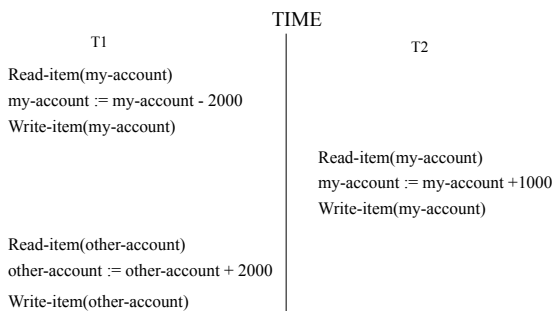 TIME
T1
T2
Read-item(my-account)
my-account := my-account - 2000
Write-item(my-account)
Read-item(my-account)
my-account := my-account +1000
Write-item(my-account)
Read-item(other-account)
other-account := other-account + 2000
Write-item(other-account)